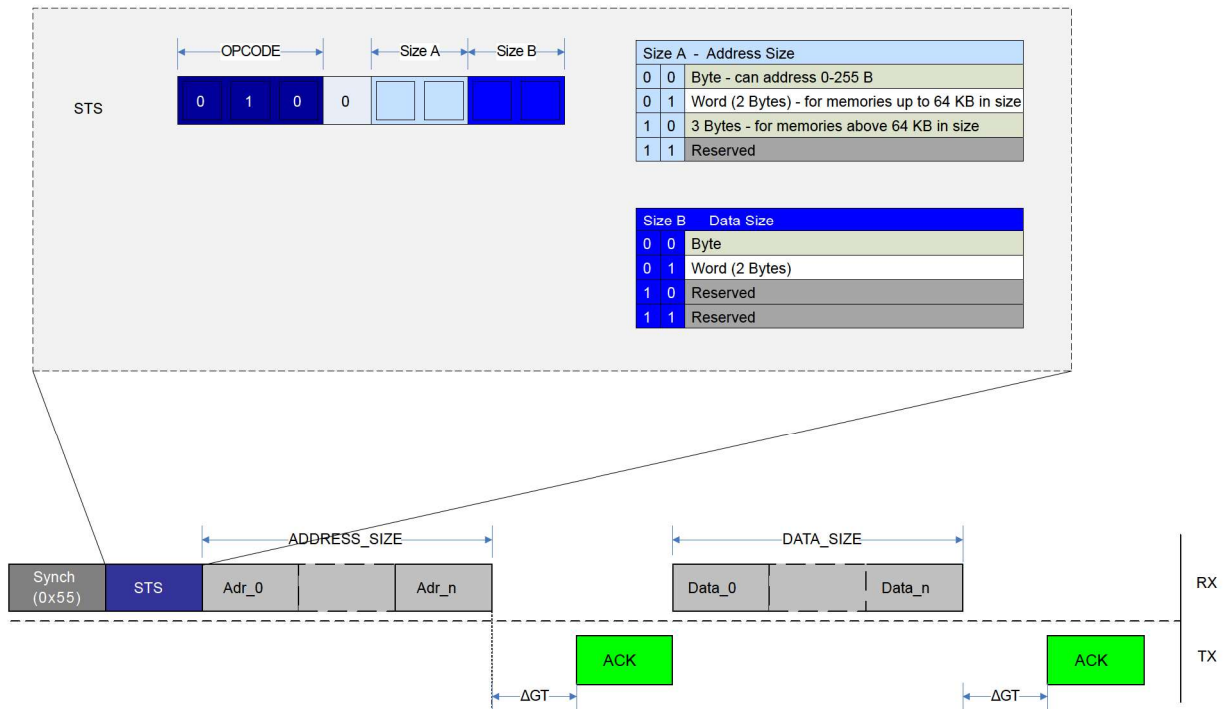 OPCODE Size A Size B
STS
0 1 0 0
Size A - Address Size
0 0 Byte - can address 0-255 B
0 1 Word (2 Bytes) - for memories up to 64 KB in size
1 0 3 Bytes - for memories above 64 KB in size
1 1 Reserved
Size B Data Size
0 0 Byte
0 1 Word (2 Bytes)
1 0 Reserved
1 1 Reserved
ADDRESS_SIZE DATA_SIZE
Synch
(0x55)
STS Adr_0 Adr_n Data_0 Data_n RX
ACK ACK TX
ΔGT ΔGT